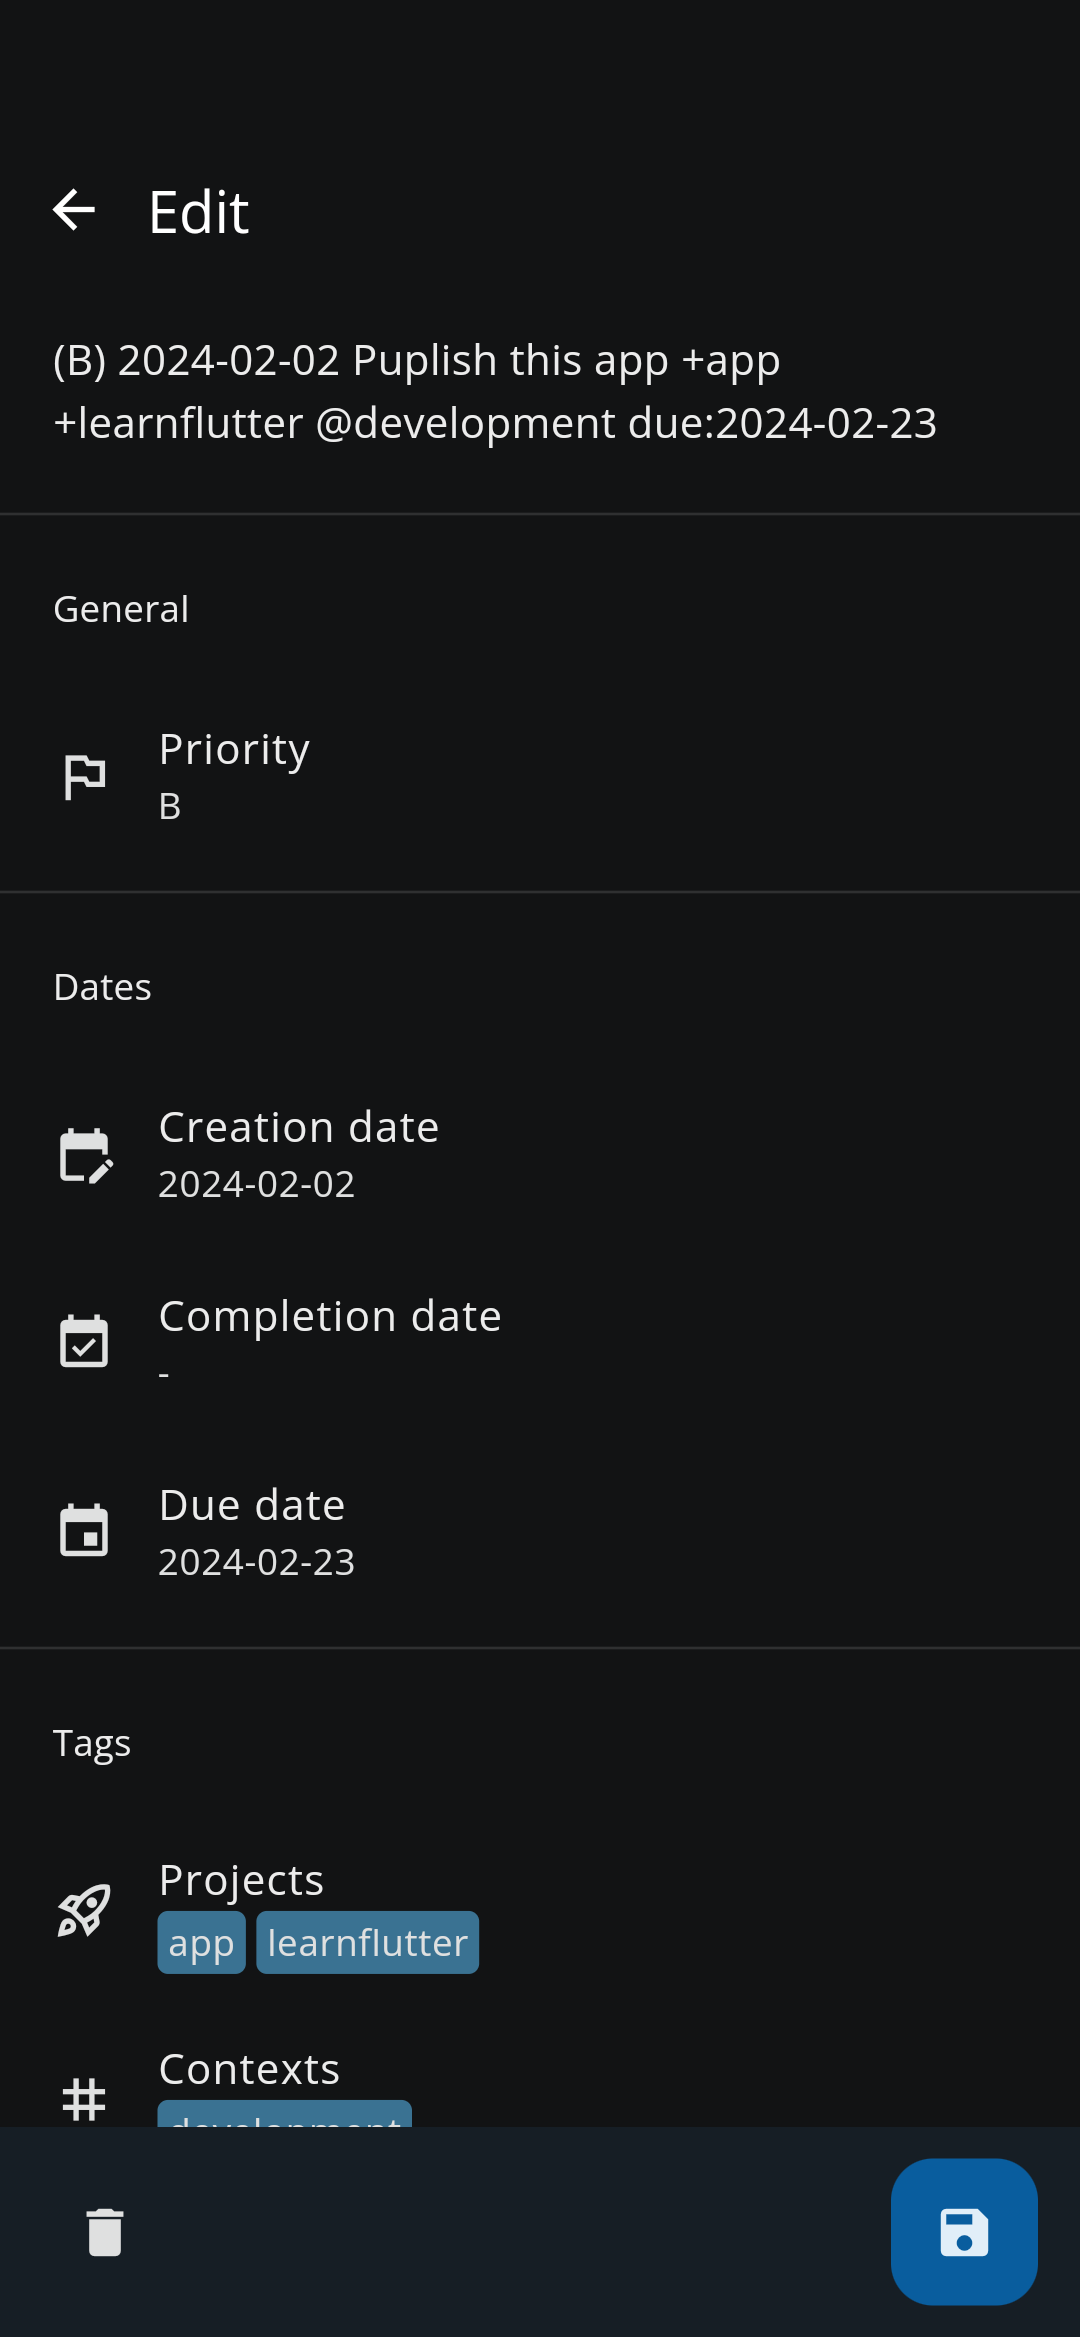 Edit
(B) 2024-02-02 Puplish this app +app
+learnflutter @development due:2024-02-23
General
Priority
B
Dates
Creation date
2024-02-02
Completion date
-
Due date
2024-02-23
Tags
Projects
app learnflutter
Contexts
development